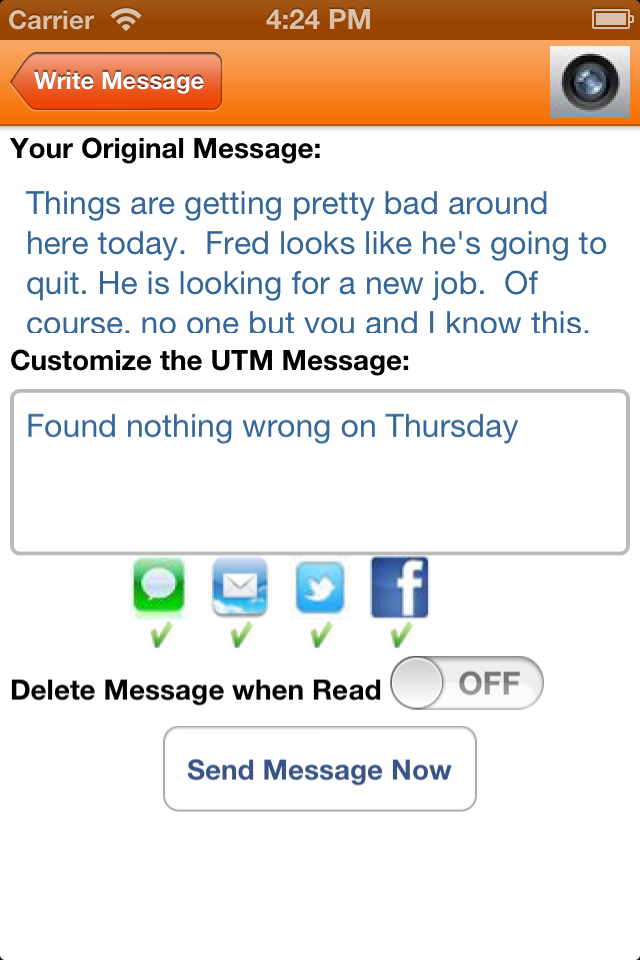 Carrier 4:24 PM
Write Message
Your Original Message:
Things are getting pretty bad around
here today.  Fred looks like he's going to
quit. He is looking for a new job.  Of
course, no one but you and I know this.
Customize the UTM Message:
Found nothing wrong on Thursday
f
Delete Message when Read OFF
Send Message Now